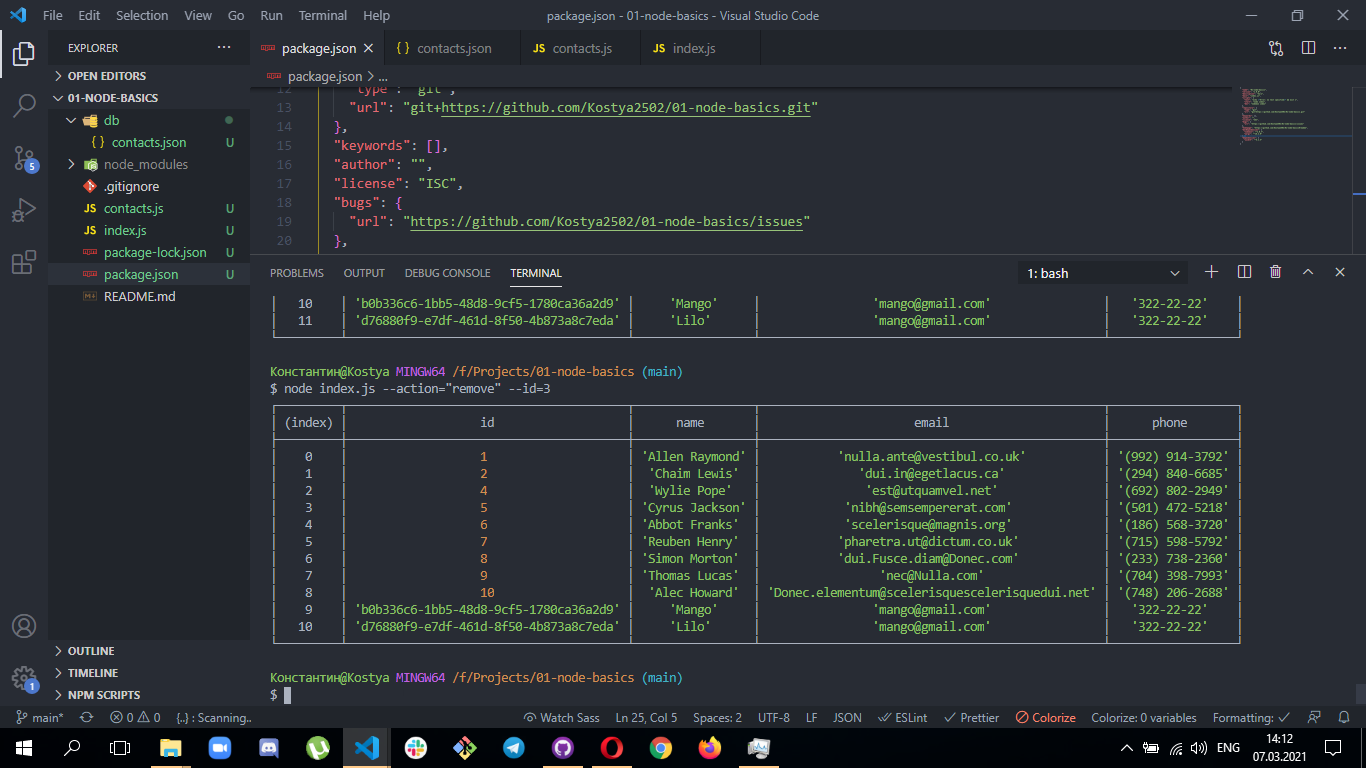 File Edit Selection View Go Run Terminal Help package.json - 01-node-basics - Visual Studio Code
EXPLORER
OPEN EDITORS
01-NODE-BASICS
db
{ } contacts.json U
node_modules
.gitignore
JS contacts.js U
JS index.js U
package-lock.json U
package.json U
README.md
OUTLINE
TIMELINE
NPM SCRIPTS
5
1
package.json { } contacts.json JS contacts.js JS index.js
package.json > ...
12 "type": "git",
13 "url": "git+https://github.com/Kostya2502/01-node-basics.git"
14 },
15 "keywords": [],
16 "author": "",
17 "license": "ISC",
18 "bugs": {
19 "url": "https://github.com/Kostya2502/01-node-basics/issues"
20 },
PROBLEMS OUTPUT DEBUG CONSOLE TERMINAL 1: bash
10 'b0b336c6-1bb5-48d8-9cf5-1780ca36a2d9' 'Mango' 'mango@gmail.com' '322-22-22'
11 'd76880f9-e7df-461d-8f50-4b873a8c7eda' 'Lilo' 'mango@gmail.com' '322-22-22'
Константин@Kostya MINGW64 /f/Projects/01-node-basics (main)
$ node index.js --action="remove" --id=3
(index) id name email phone
0 1 'Allen Raymond' 'nulla.ante@vestibul.co.uk' '(992) 914-3792'
1 2 'Chaim Lewis' 'dui.in@egetlacus.ca' '(294) 840-6685'
2 4 'Wylie Pope' 'est@utquamvel.net' '(692) 802-2949'
3 5 'Cyrus Jackson' 'nibh@semsempererat.com' '(501) 472-5218'
4 6 'Abbot Franks' 'scelerisque@magnis.org' '(186) 568-3720'
5 7 'Reuben Henry' 'pharetra.ut@dictum.co.uk' '(715) 598-5792'
6 8 'Simon Morton' 'dui.Fusce.diam@Donec.com' '(233) 738-2360'
7 9 'Thomas Lucas' 'nec@Nulla.com' '(704) 398-7993'
8 10 'Alec Howard' 'Donec.elementum@scelerisquescelerisquedui.net' '(748) 206-2688'
9 'b0b336c6-1bb5-48d8-9cf5-1780ca36a2d9' 'Mango' 'mango@gmail.com' '322-22-22'
10 'd76880f9-e7df-461d-8f50-4b873a8c7eda' 'Lilo' 'mango@gmail.com' '322-22-22'
Константин@Kostya MINGW64 /f/Projects/01-node-basics (main)
$
main* 0 0 {..} : Scanning.. Watch Sass Ln 25, Col 5 Spaces: 2 UTF-8 LF JSON ESLint Prettier Colorize Colorize: 0 variables Formatting:
ENG 14:12
07.03.2021